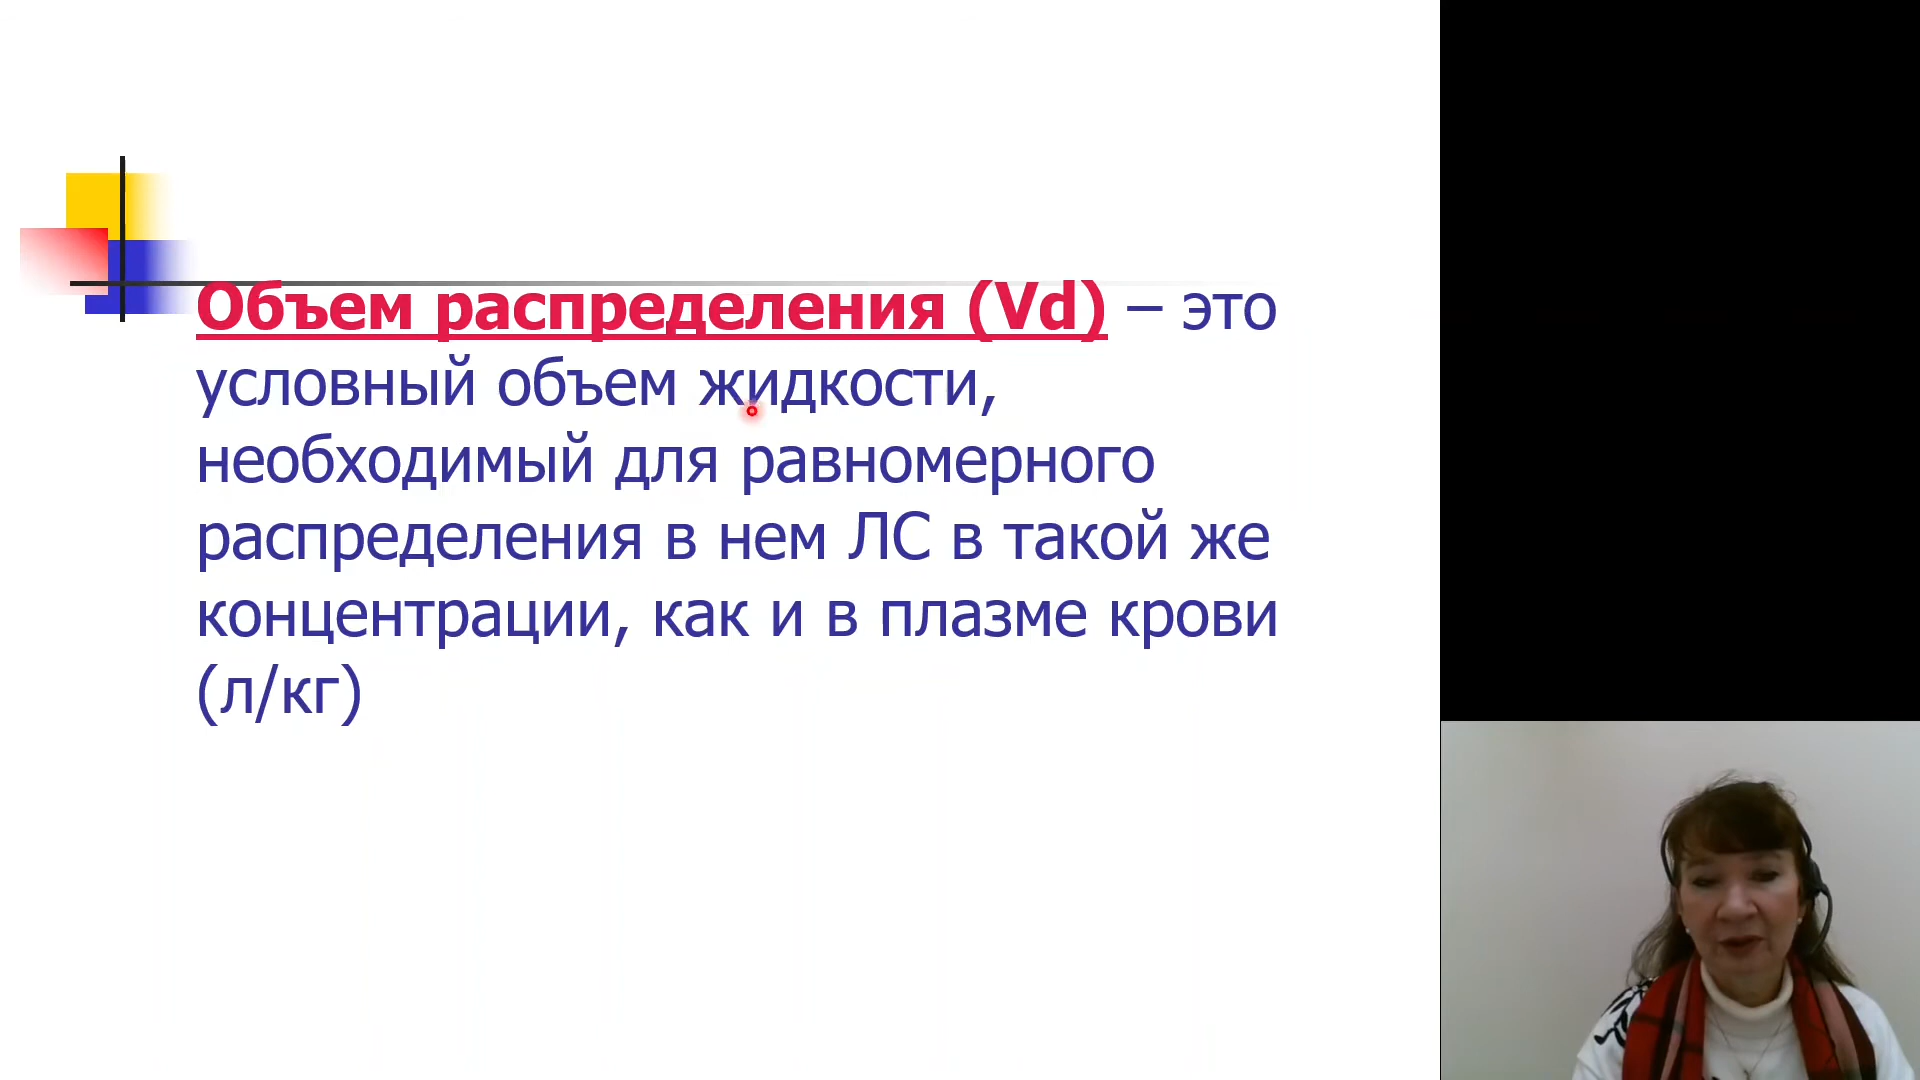 Объем распределения (Vd) – это
условный объем жидкости,
необходимый для равномерного
распределения в нем ЛС в такой же
концентрации, как и в плазме крови
(л/кг)